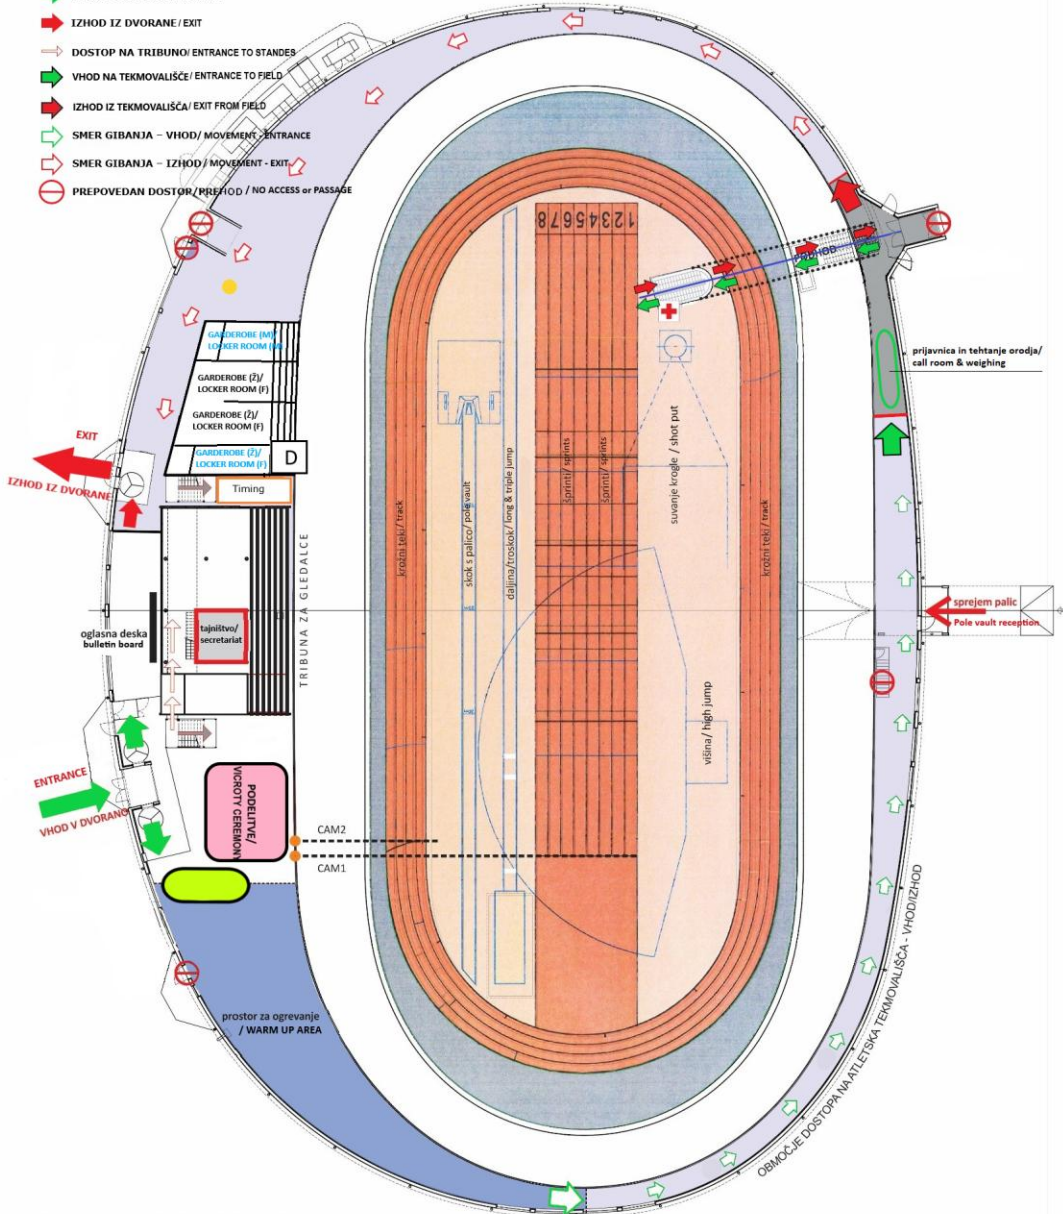 IZHOD IZ DVORANE / EXIT
DOSTOP NA TRIBUNO/ ENTRANCE TO STANDES
VHOD NA TEKMOVALIŠČE/ ENTRANCE TO FIELD
IZHOD IZ TEKMOVALIŠČA/ EXIT FROM FIELD
SMER GIBANJA – VHOD/ MOVEMENT - ENTRANCE
SMER GIBANJA – IZHOD/ MOVEMENT - EXIT
PREPOVEDAN DOSTOP/PREHOD / NO ACCESS or PASSAGE
87654321
PREHOD
GARDEROBE (M)/
LOCKER ROOM (M)
GARDEROBE (Ž)/
LOCKER ROOM (F)
GARDEROBE (Ž)/
LOCKER ROOM (F)
GARDEROBE (Ž)/
LOCKER ROOM (F)
D
Timing
EXIT
IZHOD IZ DVORANE
prijavnica in tehtanje orodja/
call room & weighing
krožni teki/ track
skok s palico/ pole vault
daljina/troskok/ long & triple jump
šprinti/ sprints
šprinti/ sprints
suvanje krogle / shot put
krožni teki/ track
TRIBUNA ZA GLEDALCE
oglasna deska
bulletin board
tajništvo/
secretariat
sprejem palic
Pole vault reception
višina/ high jump
ENTRANCE
VHOD V DVORANO
PODELITVE/
VICROTY CEREMONY
CAM2
CAM1
prostor za ogrevanje
/ WARM UP AREA
OBMOČJE DOSTOPA NA ATLETSKA TEKMOVALIŠČA - VHOD/IZHOD